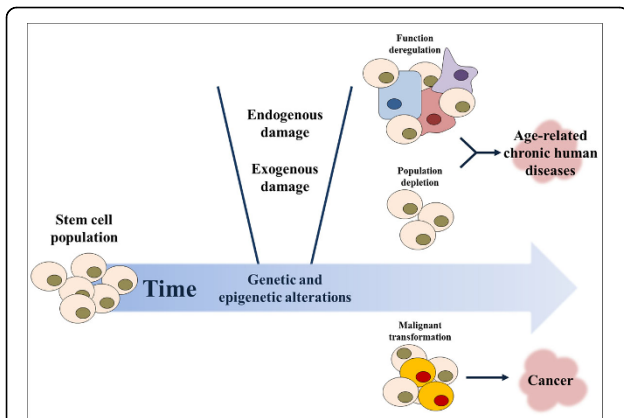 Function
deregulation
Endogenous
damage
Exogenous
damage
Age-related
chronic human
diseases
Population
depletion
Stem cell
population
Time
Genetic and
epigenetic alterations
Malignant
transformation
Cancer